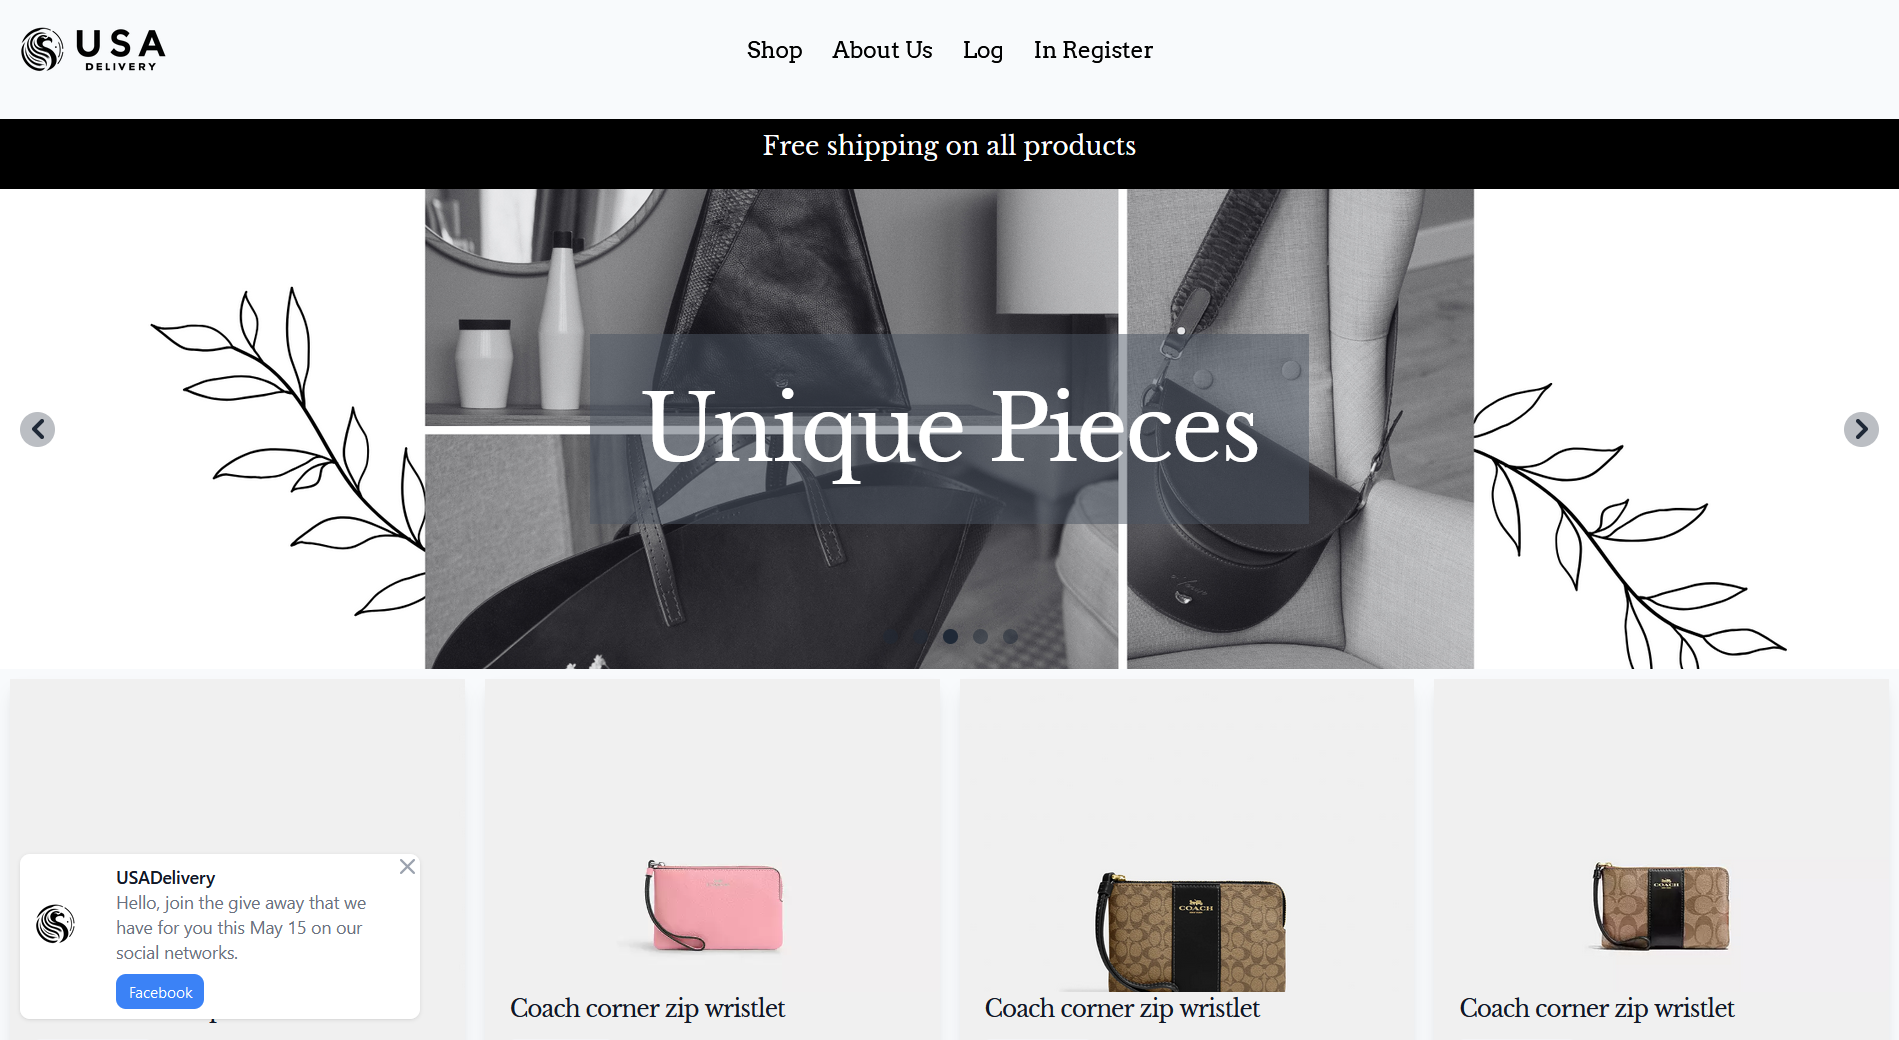 USA
DELIVERY
Shop About Us Log In Register
Free shipping on all products
Unique Pieces
COACH
COACH
USADelivery
Hello, join the give away that we
have for you this May 15 on our
social networks.
Facebook
Coach corner zip wristlet
Coach corner zip wristlet
Coach corner zip wristlet